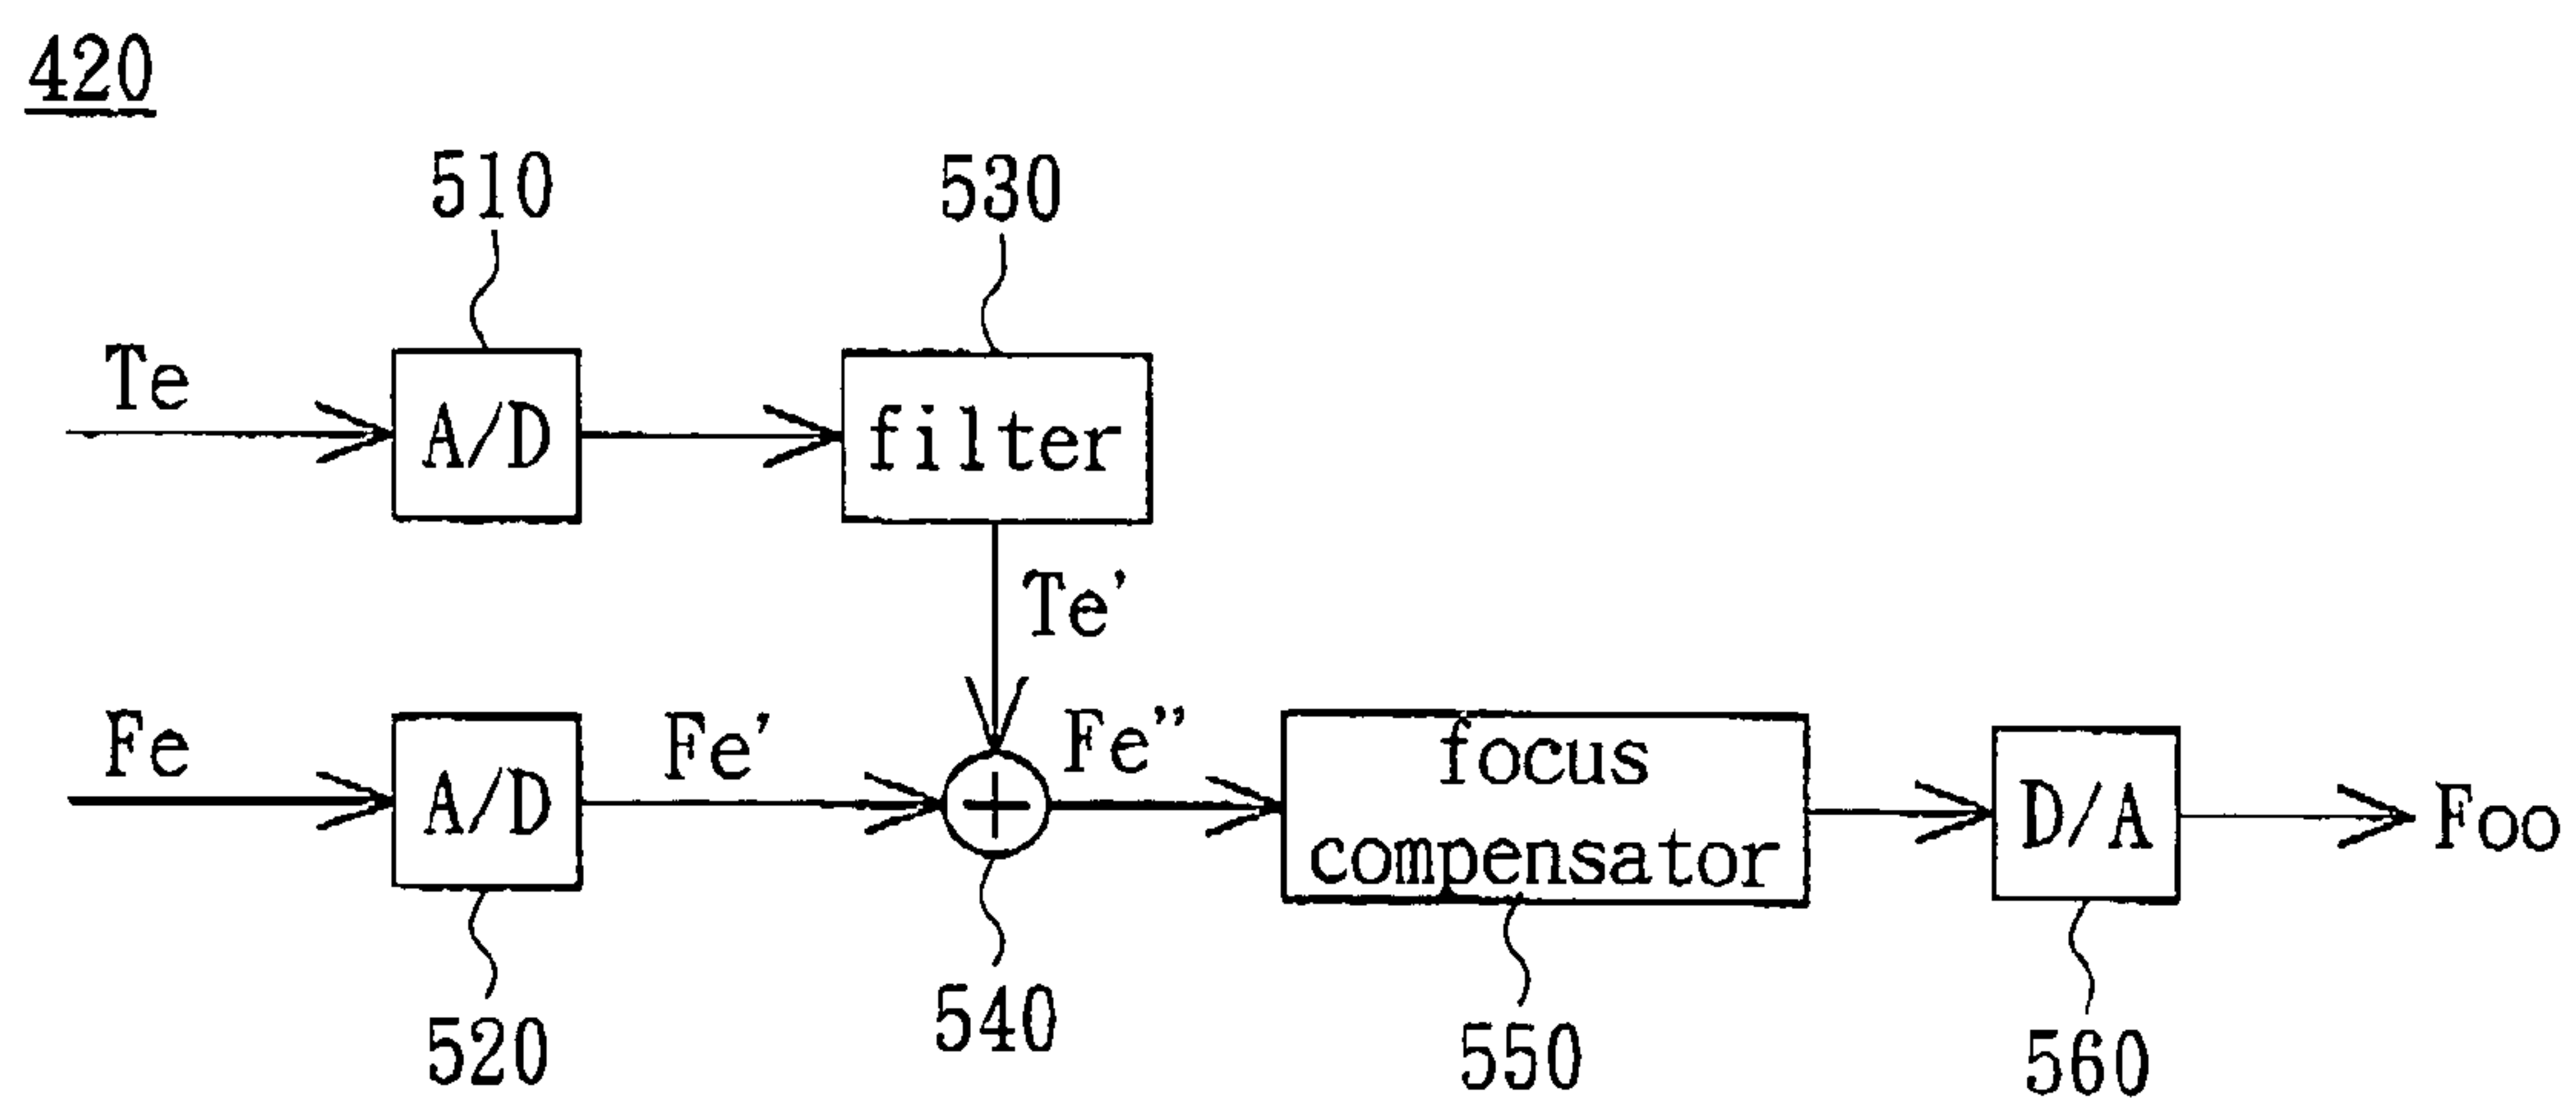 420
510
530
Te
A/D
filter
Te'
Fe
A/D
Fe'
Fe"
focus
compensator
D/A
Foo
520
540
550
560